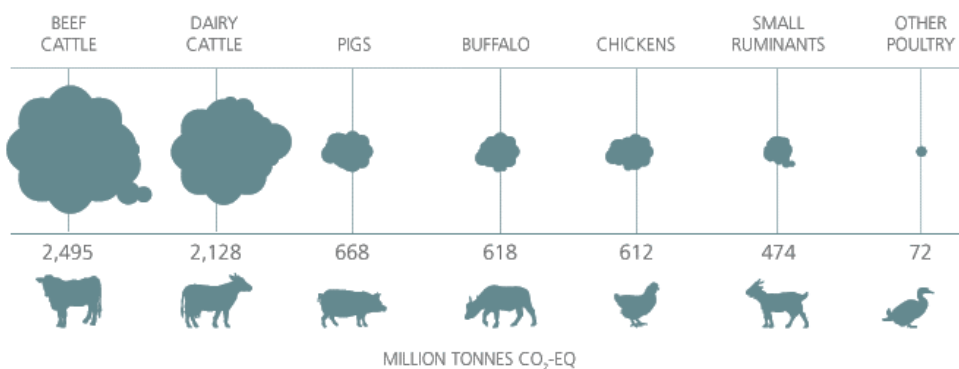 BEEF
CATTLE
DAIRY
CATTLE
PIGS
BUFFALO
CHICKENS
SMALL
RUMINANTS
OTHER
POULTRY
2,495
2,128
668
618
612
474
72
MILLION TONNES CO₂-EQ